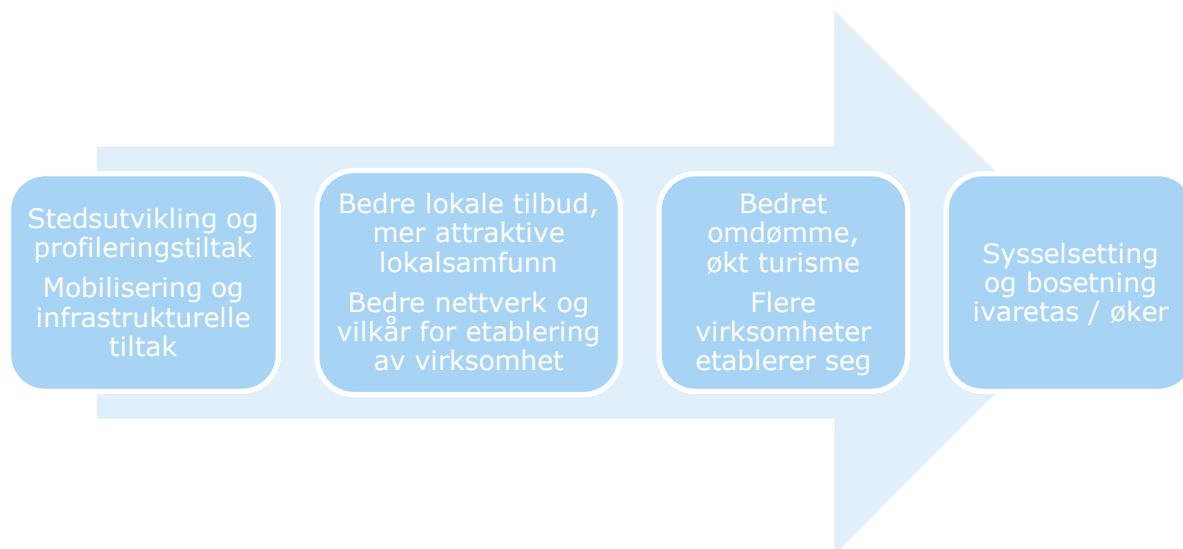 Stedsutvikling og
profileringstiltak
Mobilisering og
infrastrukturelle
tiltak
Bedre lokale tilbud,
mer attraktive
lokalsamfunn
Bedre nettverk og
vilkår for etablering
av virksomhet
Bedret
omdømme,
økt turisme
Flere
virksomheter
etablerer seg
Sysselsetting
og bosetning
ivaretas / øker